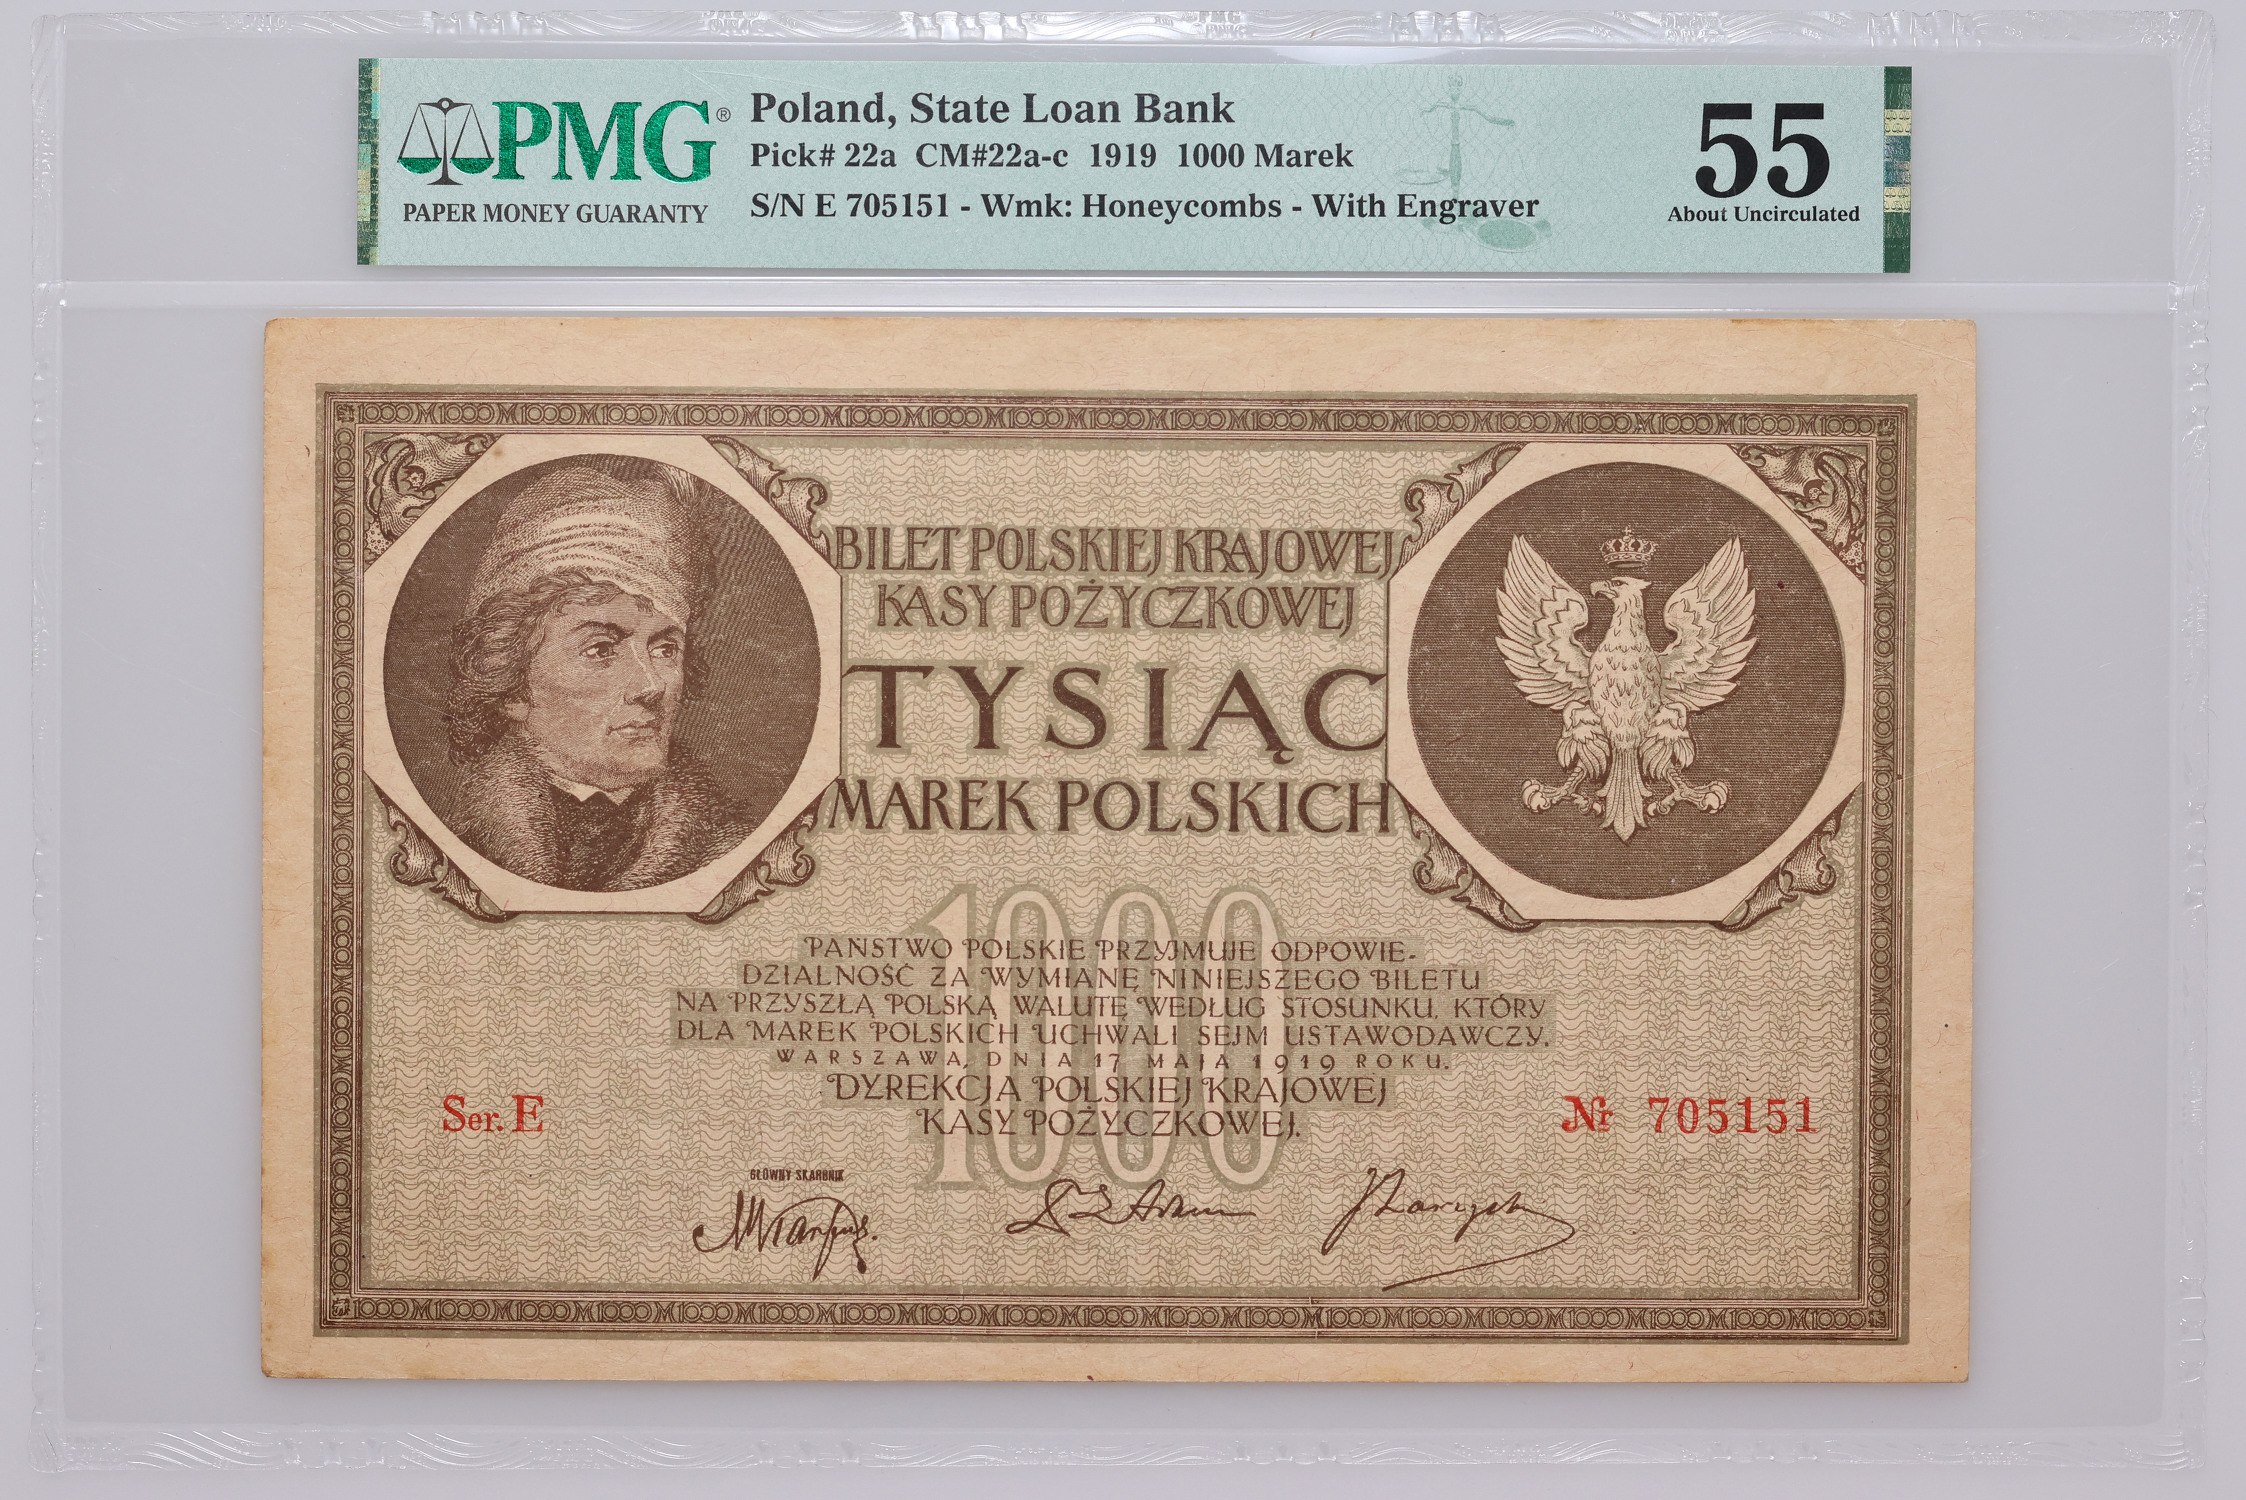 PMG®
PAPER MONEY GUARANTY
Poland, State Loan Bank
Pick# 22a CM#22a-c 1919 1000 Marek
S/N E 705151 - Wmk: Honeycombs - With Engraver
55
About Uncirculated
BILET POLSKIEJ KRAJOWEJ
KASY POŻYCZKOWEJ
TYSIĄC
MAREK POLSKICH
1000
PAŃSTWO POLSKIE PRZYJMUJE ODPOWIE-
DZIALNOŚĆ ZA WYMIANĘ NINIEJSZEGO BILETU
NA PRZYSZŁĄ POLSKĄ WALUTĘ WEDŁUG STOSUNKU, KTÓRY
DLA MAREK POLSKICH UCHWALI SEJM USTAWODAWCZY.
WARSZAWA, DNIA 17 MAJA 1919 ROKU.
DYREKCJA POLSKIEJ KRAJOWEJ
KASY POŻYCZKOWEJ.
Ser. E
Nr 705151
GŁÓWNY SKARBNIK